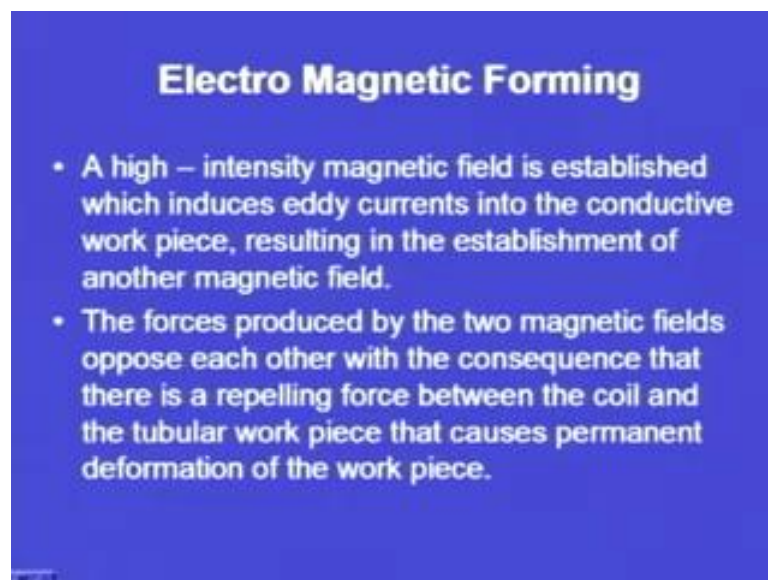 Electro Magnetic Forming
• A high – intensity magnetic field is established
which induces eddy currents into the conductive
work piece, resulting in the establishment of
another magnetic field.
• The forces produced by the two magnetic fields
oppose each other with the consequence that
there is a repelling force between the coil and
the tubular work piece that causes permanent
deformation of the work piece.